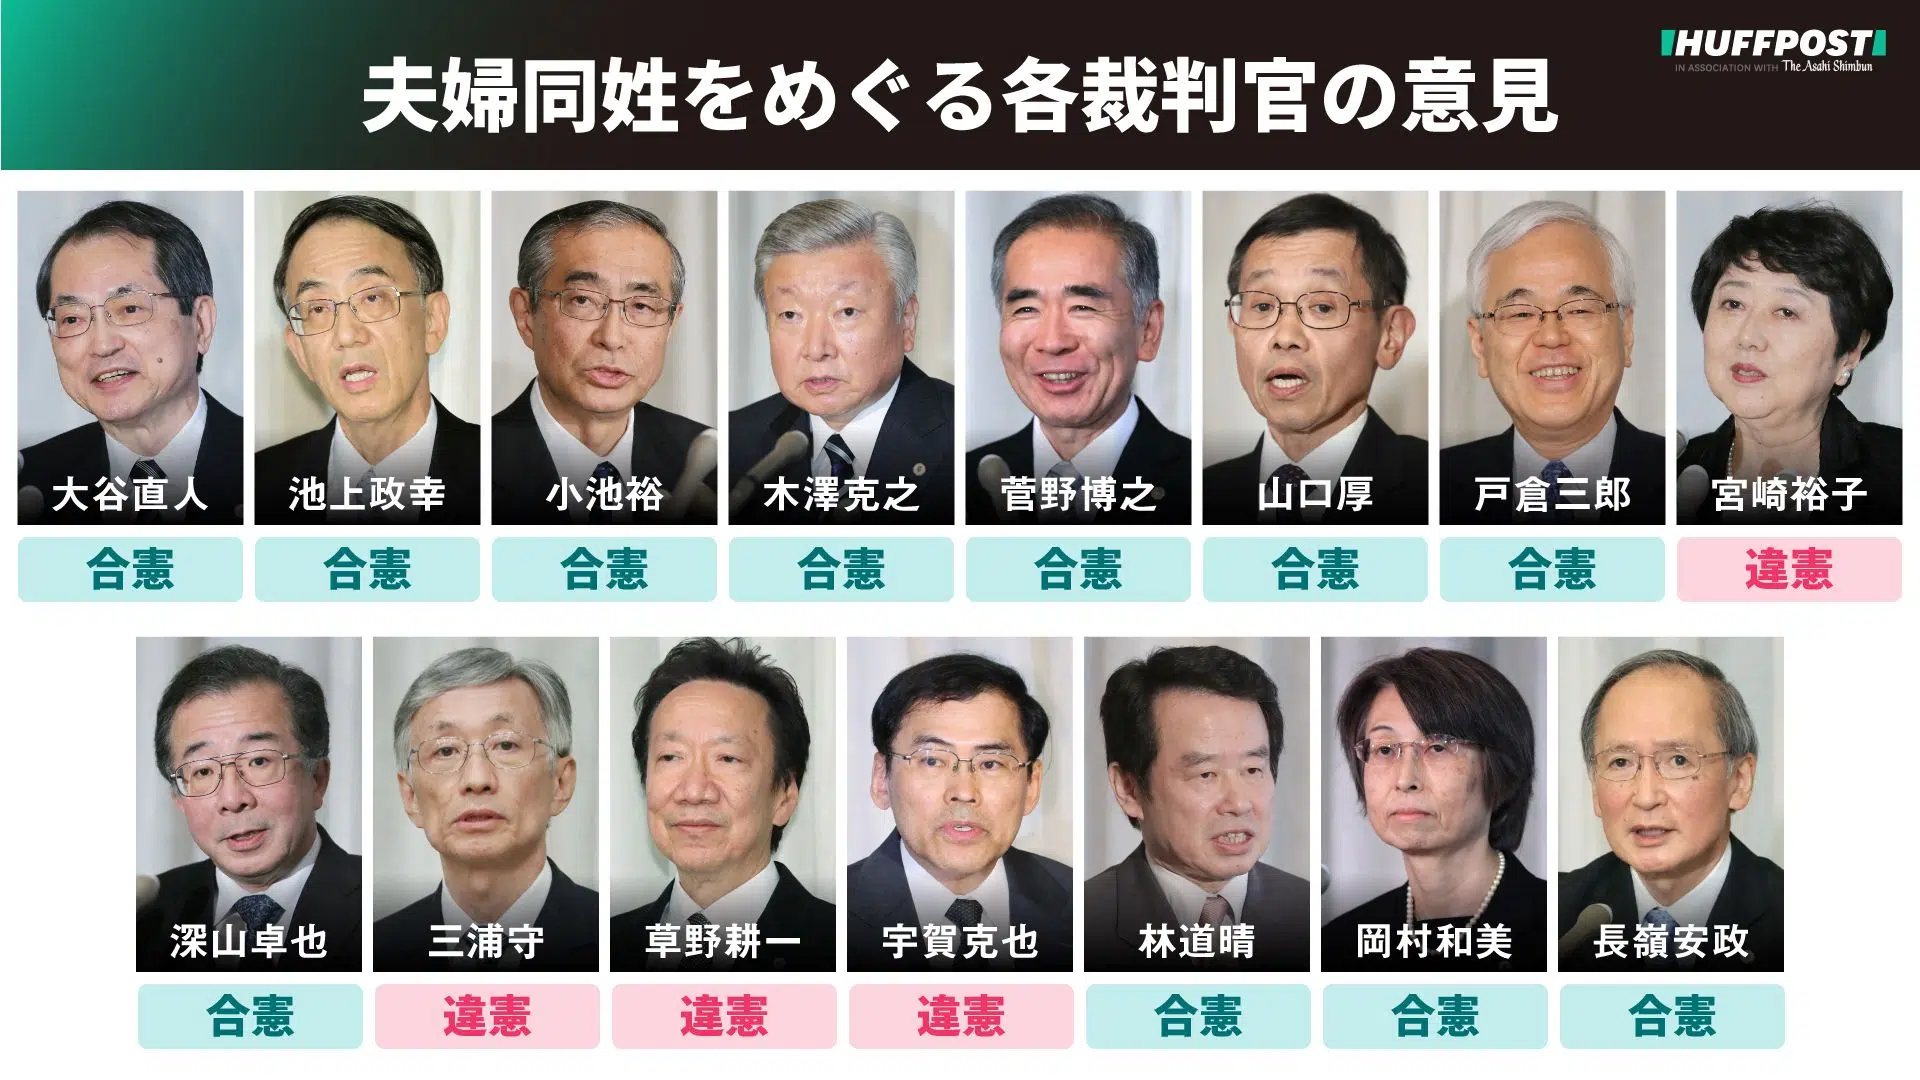 HUFFPOST
IN ASSOCIATION WITH The Asahi Shimbun
夫婦同姓をめぐる各裁判官の意見
大谷直人 池上政幸 小池裕 木澤克之 菅野博之 山口厚 戸倉三郎 宮崎裕子
合憲 合憲 合憲 合憲 合憲 合憲 合憲 違憲
深山卓也 三浦守 草野耕一 宇賀克也 林道晴 岡村和美 長嶺安政
合憲 違憲 違憲 違憲 合憲 合憲 合憲